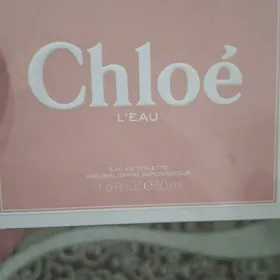 Chloé
L'EAU
EAU DE TOILETTE
NATURAL SPRAY VAPORISATEUR